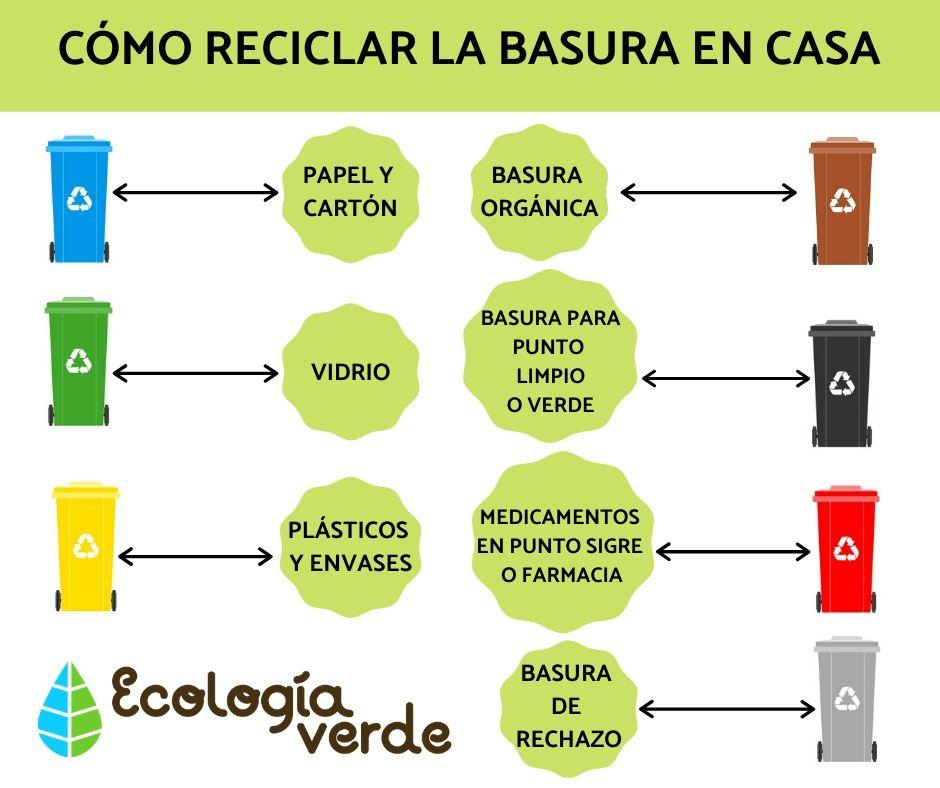 CÓMO RECICLAR LA BASURA EN CASA
PAPEL Y
CARTÓN
BASURA
ORGÁNICA
VIDRIO
BASURA PARA
PUNTO
LIMPIO
O VERDE
PLÁSTICOS
Y ENVASES
MEDICAMENTOS
EN PUNTO SIGRE
O FARMACIA
BASURA
DE
RECHAZO
Ecología
verde